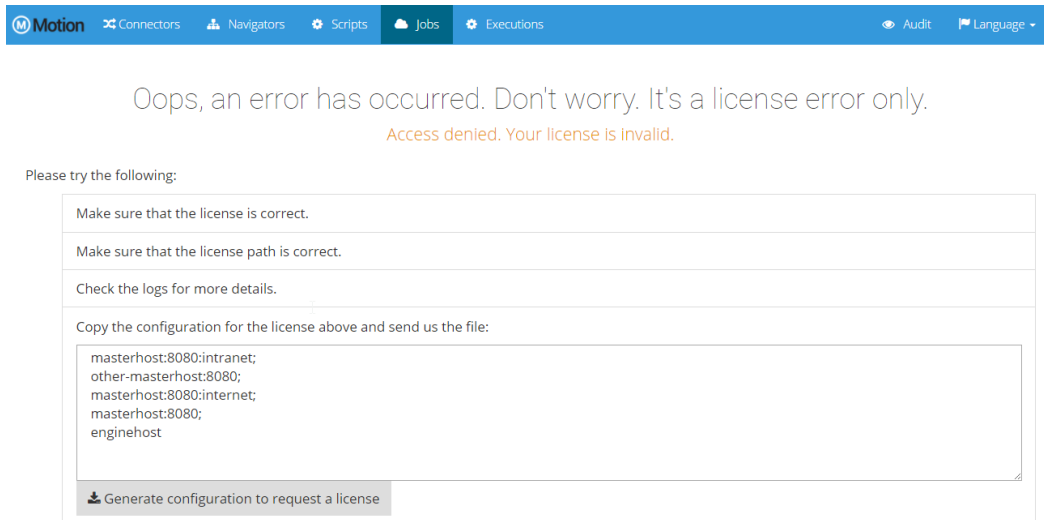 M Motion Connectors Navigators Scripts Jobs Executions Audit Language
Oops, an error has occurred. Don't worry. It's a license error only.
Access denied. Your license is invalid.
Please try the following:
Make sure that the license is correct.
Make sure that the license path is correct.
Check the logs for more details.
Copy the configuration for the license above and send us the file:
masterhost:8080:intranet;
other-masterhost:8080;
masterhost:8080:internet;
masterhost:8080;
enginehost
Generate configuration to request a license